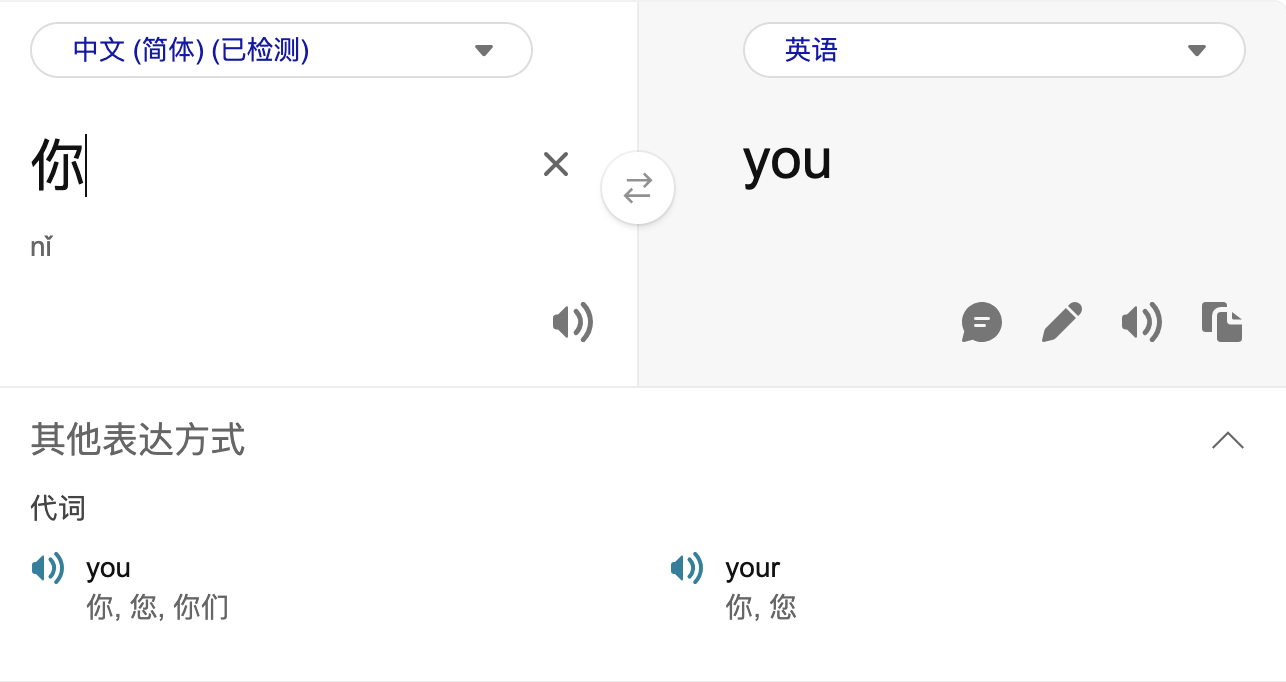 中文 (简体) (已检测)
英语
你
you
nǐ
其他表达方式
代词
you
你, 您, 你们
your
你, 您